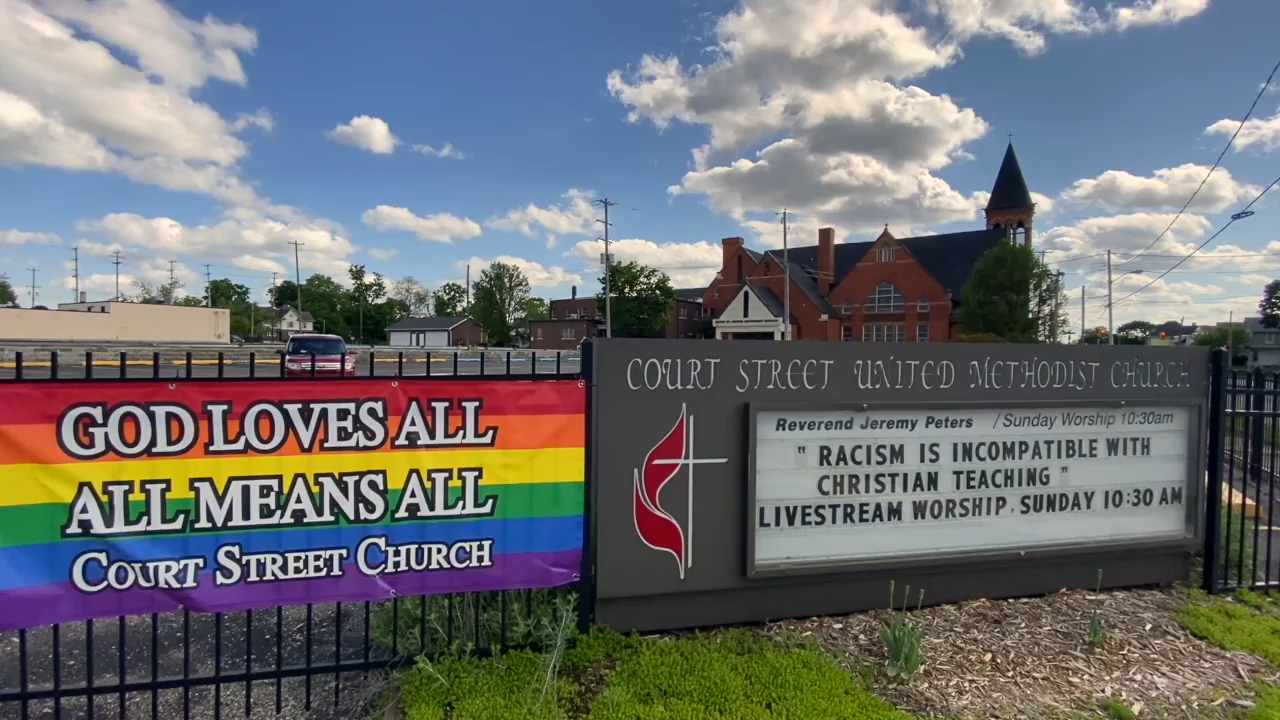 GOD LOVES ALL
ALL MEANS ALL
COURT STREET CHURCH
COURT STREET UNITED METHODIST CHURCH
Reverend Jeremy Peters / Sunday Worship 10:30am
" RACISM IS INCOMPATIBLE WITH
CHRISTIAN TEACHING "
LIVESTREAM WORSHIP. SUNDAY 10:30 AM